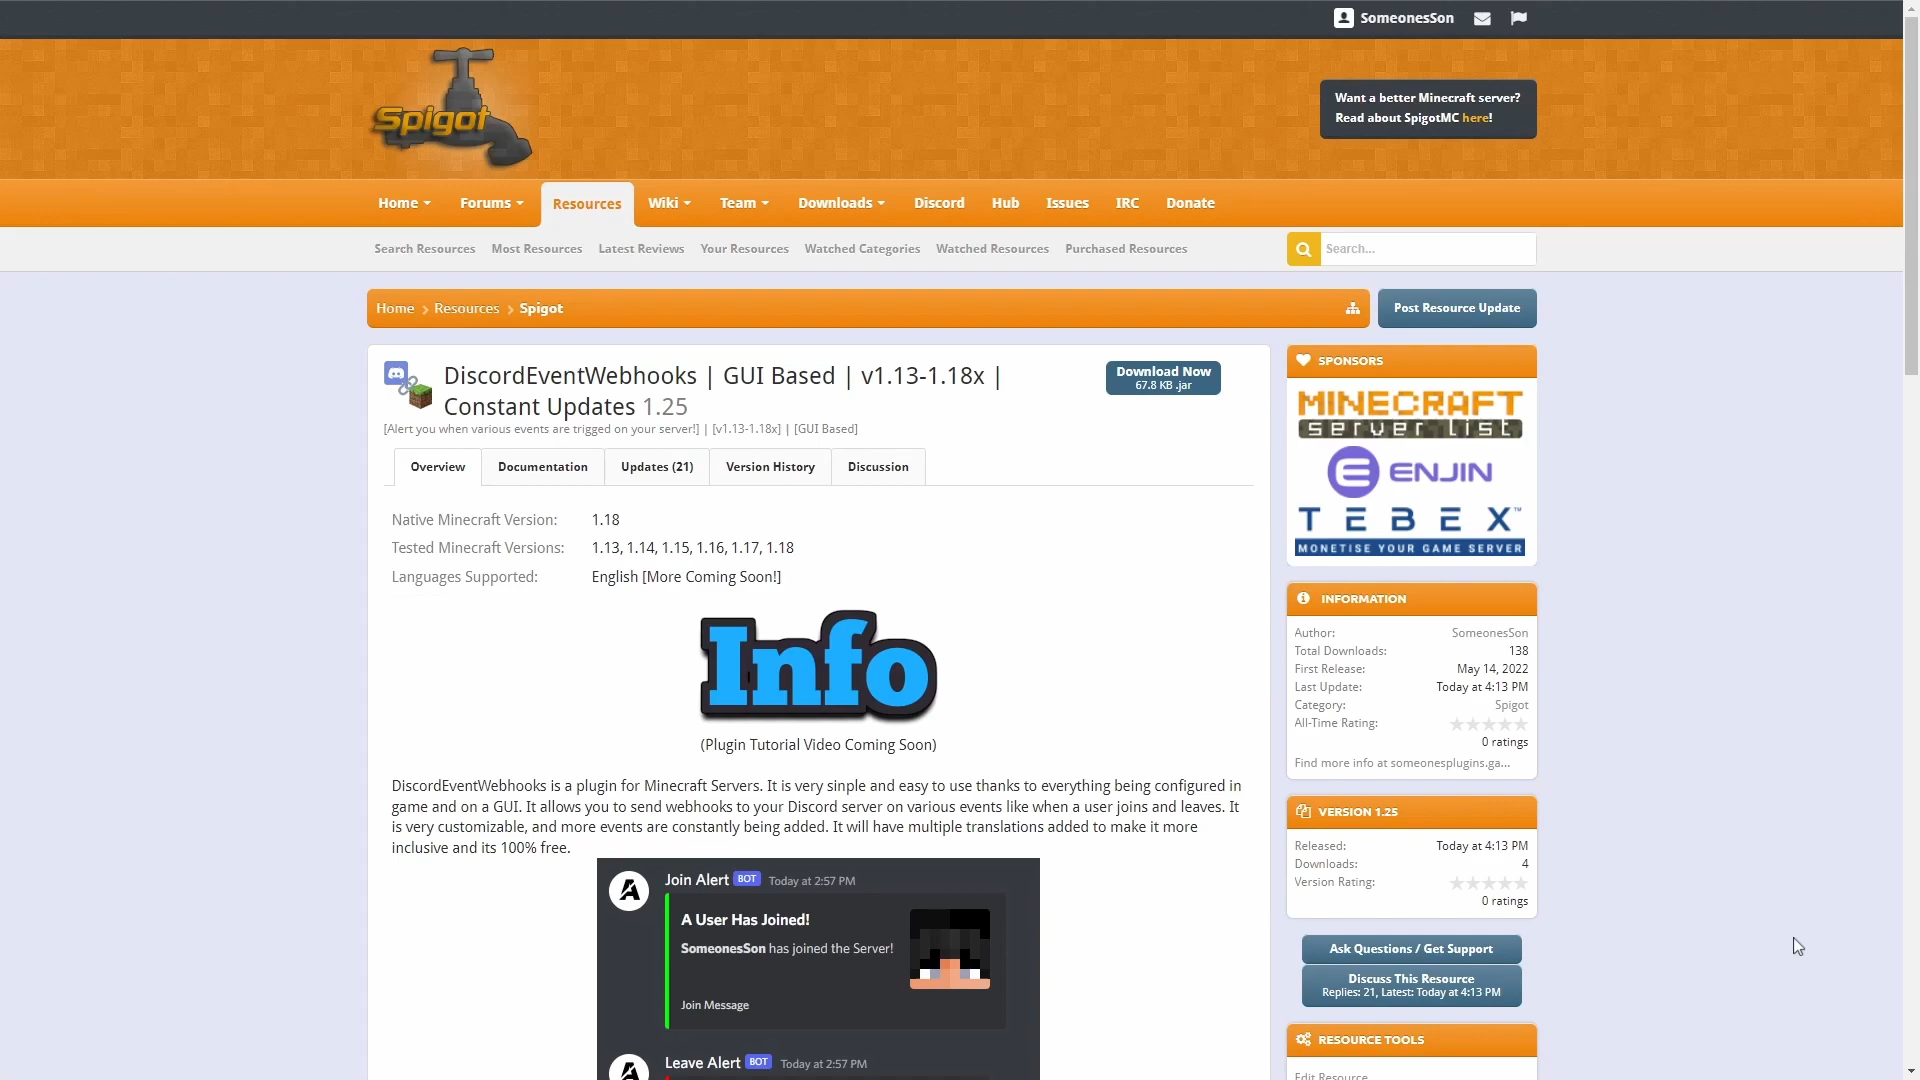 SomeonesSon
Spigot
Want a better Minecraft server?
Read about SpigotMC here!
Home Forums Resources Wiki Team Downloads Discord Hub Issues IRC Donate
Search Resources Most Resources Latest Reviews Your Resources Watched Categories Watched Resources Purchased Resources
Search...
Home Resources Spigot
Post Resource Update
DiscordEventWebhooks | GUI Based | v1.13-1.18x |
Constant Updates 1.25
Download Now
67.8 KB .jar
[Alert you when various events are trigged on your server!] | [v1.13-1.18x] | [GUI Based]
Overview Documentation Updates (21) Version History Discussion
Native Minecraft Version: 1.18
Tested Minecraft Versions: 1.13, 1.14, 1.15, 1.16, 1.17, 1.18
Languages Supported: English [More Coming Soon!]
Info
(Plugin Tutorial Video Coming Soon)
DiscordEventWebhooks is a plugin for Minecraft Servers. It is very sinple and easy to use thanks to everything being configured in
game and on a GUI. It allows you to send webhooks to your Discord server on various events like when a user joins and leaves. It
is very customizable, and more events are constantly being added. It will have multiple translations added to make it more
inclusive and its 100% free.
Join Alert BOT Today at 2:57 PM
A User Has Joined!
SomeonesSon has joined the Server!
Join Message
Leave Alert BOT Today at 2:57 PM
SPONSORS
MINECRAFT
server list
ENJIN
TEBEX™
MONETISE YOUR GAME SERVER
INFORMATION
Author: SomeonesSon
Total Downloads: 138
First Release: May 14, 2022
Last Update: Today at 4:13 PM
Category: Spigot
All-Time Rating:
0 ratings
Find more info at someonesplugins.ga...
VERSION 1.25
Released: Today at 4:13 PM
Downloads: 4
Version Rating:
0 ratings
Ask Questions / Get Support
Discuss This Resource
Replies: 21, Latest: Today at 4:13 PM
RESOURCE TOOLS
Edit Resource